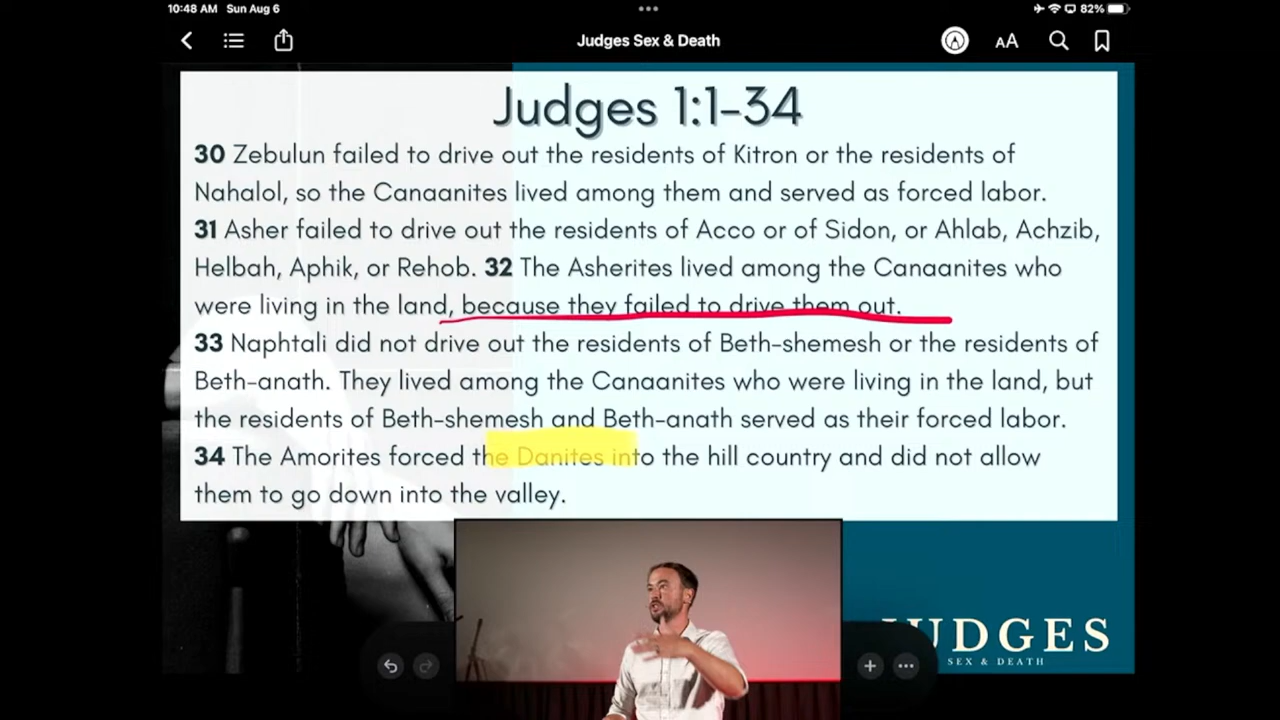 10:48 AM Sun Aug 6
82%
Judges Sex & Death
AA
Judges 1:1-34
30 Zebulun failed to drive out the residents of Kitron or the residents of
Nahalol, so the Canaanites lived among them and served as forced labor.
31 Asher failed to drive out the residents of Acco or of Sidon, or Ahlab, Achzib,
Helbah, Aphik, or Rehob. 32 The Asherites lived among the Canaanites who
were living in the land, because they failed to drive them out.
33 Naphtali did not drive out the residents of Beth-shemesh or the residents of
Beth-anath. They lived among the Canaanites who were living in the land, but
the residents of Beth-shemesh and Beth-anath served as their forced labor.
34 The Amorites forced the Danites into the hill country and did not allow
them to go down into the valley.
JUDGES
SEX & DEATH